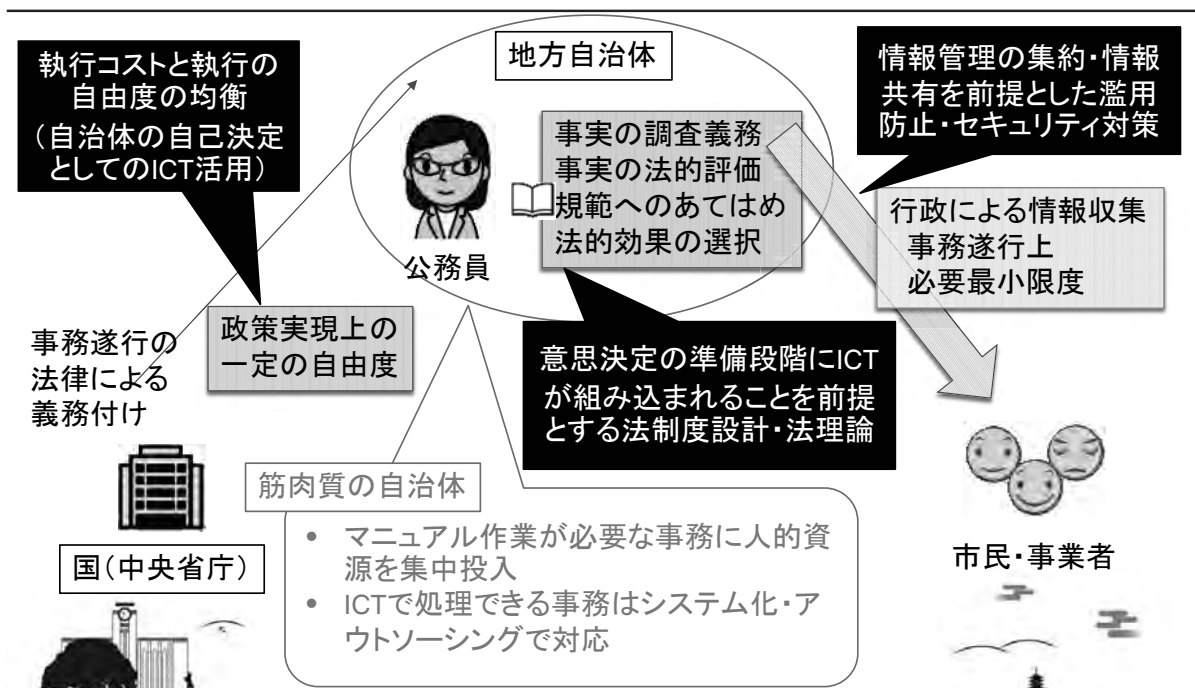 地方自治体
執行コストと執行の
自由度の均衡
（自治体の自己決定
としてのICT活用）
情報管理の集約・情報
共有を前提とした濫用
防止・セキュリティ対策
事実の調査義務
事実の法的評価
規範へのあてはめ
法的効果の選択
公務員
行政による情報収集
事務遂行上
必要最小限度
事務遂行の
法律による
義務付け
政策実現上の
一定の自由度
意思決定の準備段階にICT
が組み込まれることを前提
とする法制度設計・法理論
筋肉質の自治体
• マニュアル作業が必要な事務に人的資
源を集中投入
• ICTで処理できる事務はシステム化・ア
ウトソーシングで対応
国（中央省庁）
市民・事業者